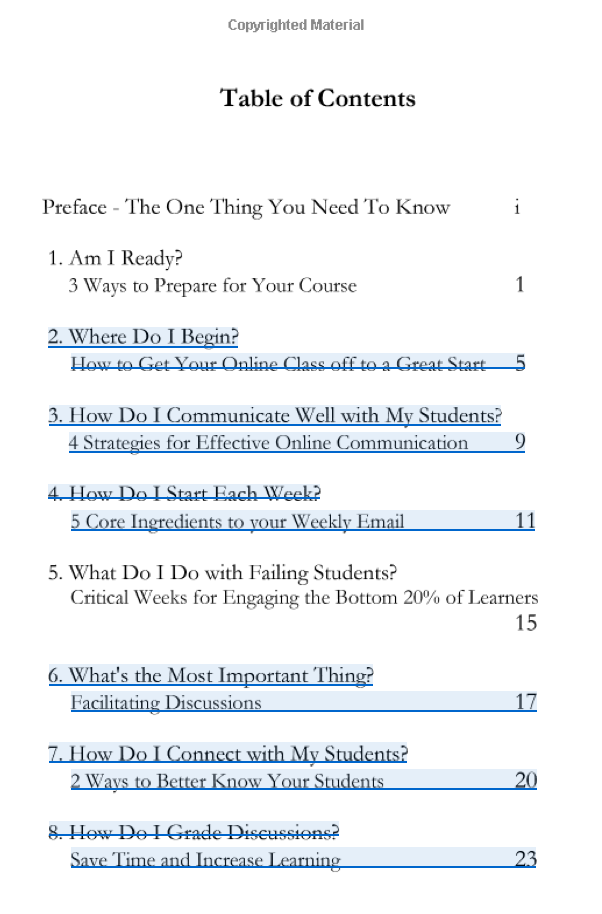 Copyrighted Material
Table of Contents
Preface - The One Thing You Need To Know i
1. Am I Ready?
3 Ways to Prepare for Your Course 1
2. Where Do I Begin?
How to Get Your Online Class off to a Great Start 5
3. How Do I Communicate Well with My Students?
4 Strategies for Effective Online Communication 9
4. How Do I Start Each Week?
5 Core Ingredients to your Weekly Email 11
5. What Do I Do with Failing Students?
Critical Weeks for Engaging the Bottom 20% of Learners
15
6. What's the Most Important Thing?
Facilitating Discussions 17
7. How Do I Connect with My Students?
2 Ways to Better Know Your Students 20
8. How Do I Grade Discussions?
Save Time and Increase Learning 23